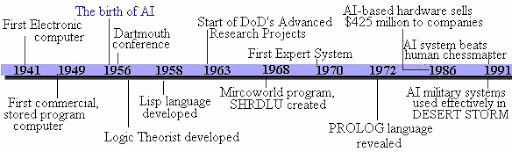 The birth of AI
First Electronic
computer
Dartmouth
conference
Start of DoD's Advanced
Research Projects
First Expert System
AI-based hardware sells
$425 million to companies
AI system beats
human chessmaster
1941
1949
1956
1958
1963
1968
1970
1972
1986
1991
First commercial,
stored program
computer
Logic Theorist developed
Lisp language
developed
Mircoworld program,
SHRDLU created
PROLOG language
revealed
AI military systems
used effectively in
DESERT STORM